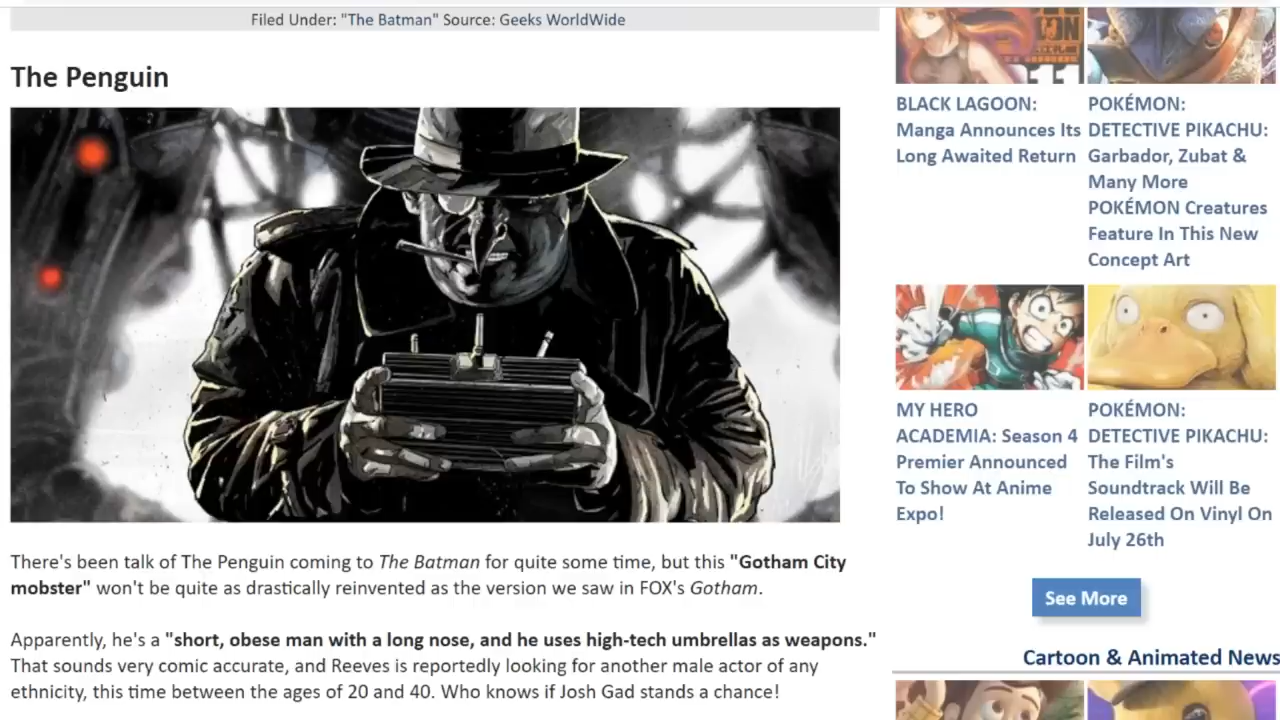 Filed Under: "The Batman" Source: Geeks WorldWide
The Penguin
There's been talk of The Penguin coming to The Batman for quite some time, but this "Gotham City
mobster" won't be quite as drastically reinvented as the version we saw in FOX's Gotham.
Apparently, he's a "short, obese man with a long nose, and he uses high-tech umbrellas as weapons."
That sounds very comic accurate, and Reeves is reportedly looking for another male actor of any
ethnicity, this time between the ages of 20 and 40. Who knows if Josh Gad stands a chance!
11
BLACK LAGOON:
Manga Announces Its
Long Awaited Return
POKÉMON:
DETECTIVE PIKACHU:
Garbador, Zubat &
Many More
POKÉMON Creatures
Feature In This New
Concept Art
MY HERO
ACADEMIA: Season 4
Premier Announced
To Show At Anime
Expo!
POKÉMON:
DETECTIVE PIKACHU:
The Film's
Soundtrack Will Be
Released On Vinyl On
July 26th
See More
Cartoon & Animated News